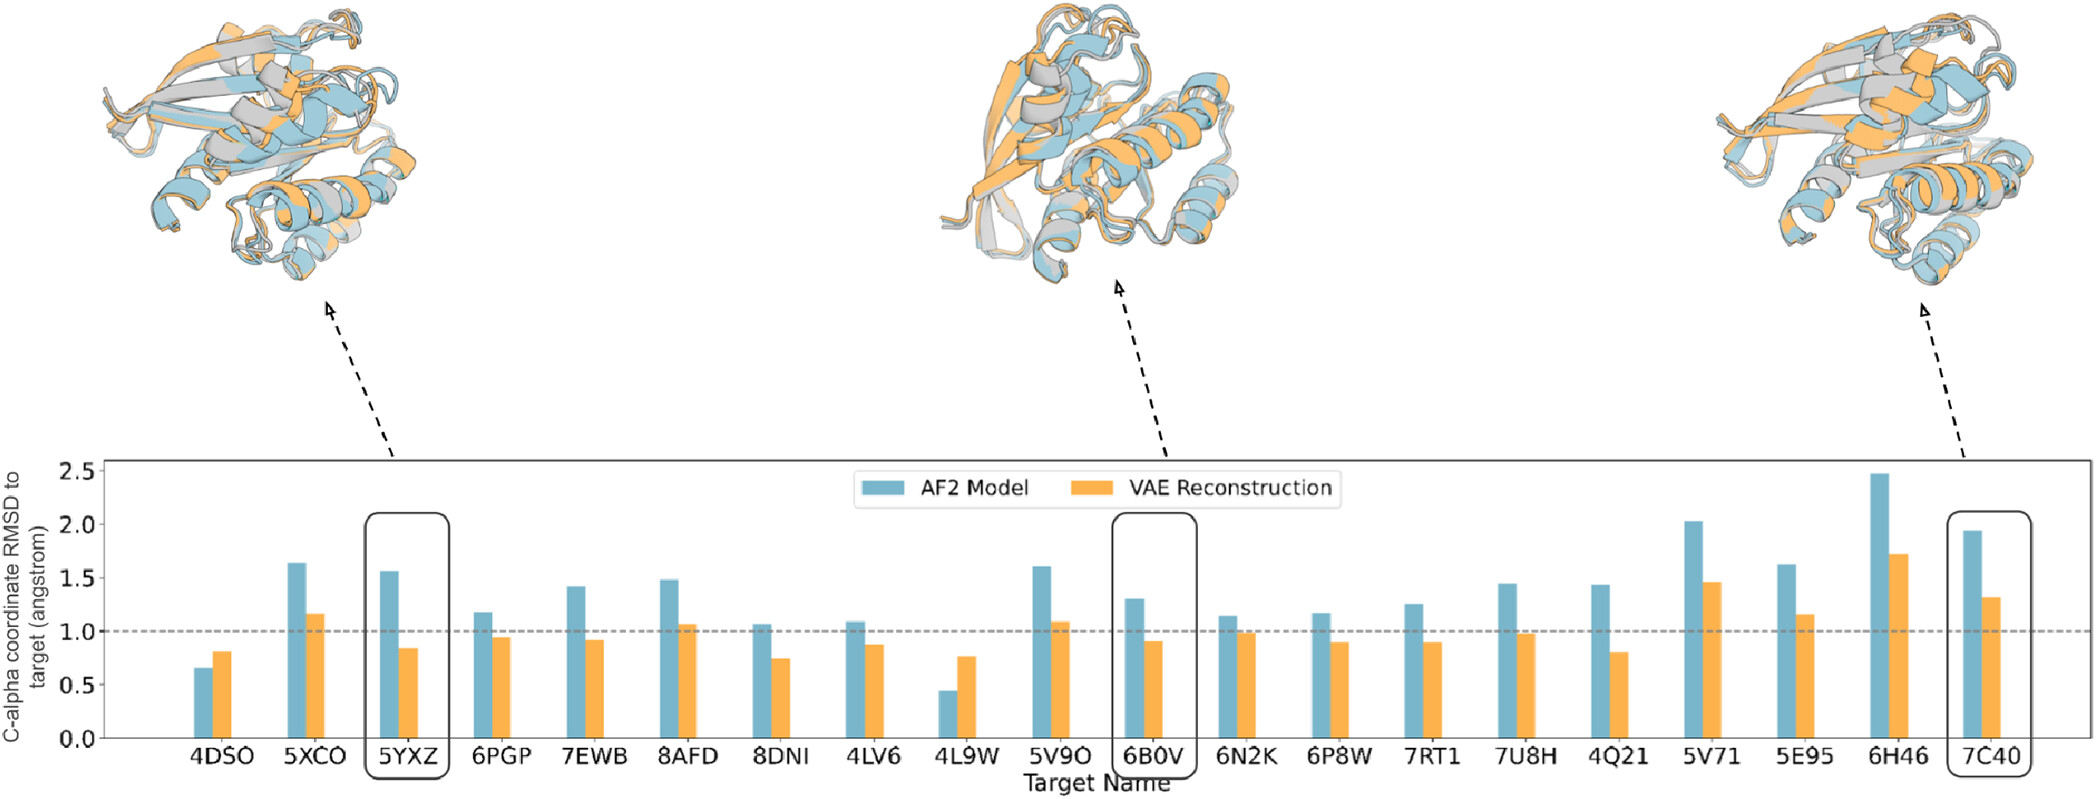 C-alpha coordinate RMSD to
target (angstrom)
2.5
2.0
1.5
1.0
0.5
0.0
AF2 Model VAE Reconstruction
4DSO 5XCO 5YXZ 6PGP 7EWB 8AFD 8DNI 4LV6 4L9W 5V9O 6B0V 6N2K 6P8W 7RT1 7U8H 4Q21 5V71 5E95 6H46 7C40
Target Name